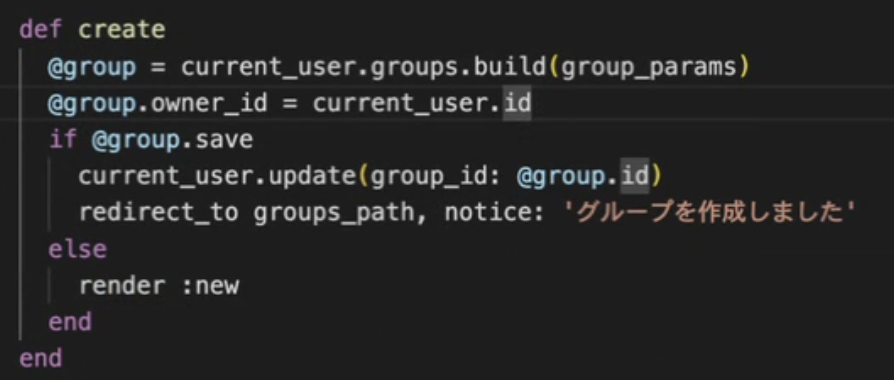 def create
  @group = current_user.groups.build(group_params)
  @group.owner_id = current_user.id
  if @group.save
    current_user.update(group_id: @group.id)
    redirect_to groups_path, notice: 'グループを作成しました'
  else
    render :new
  end
end